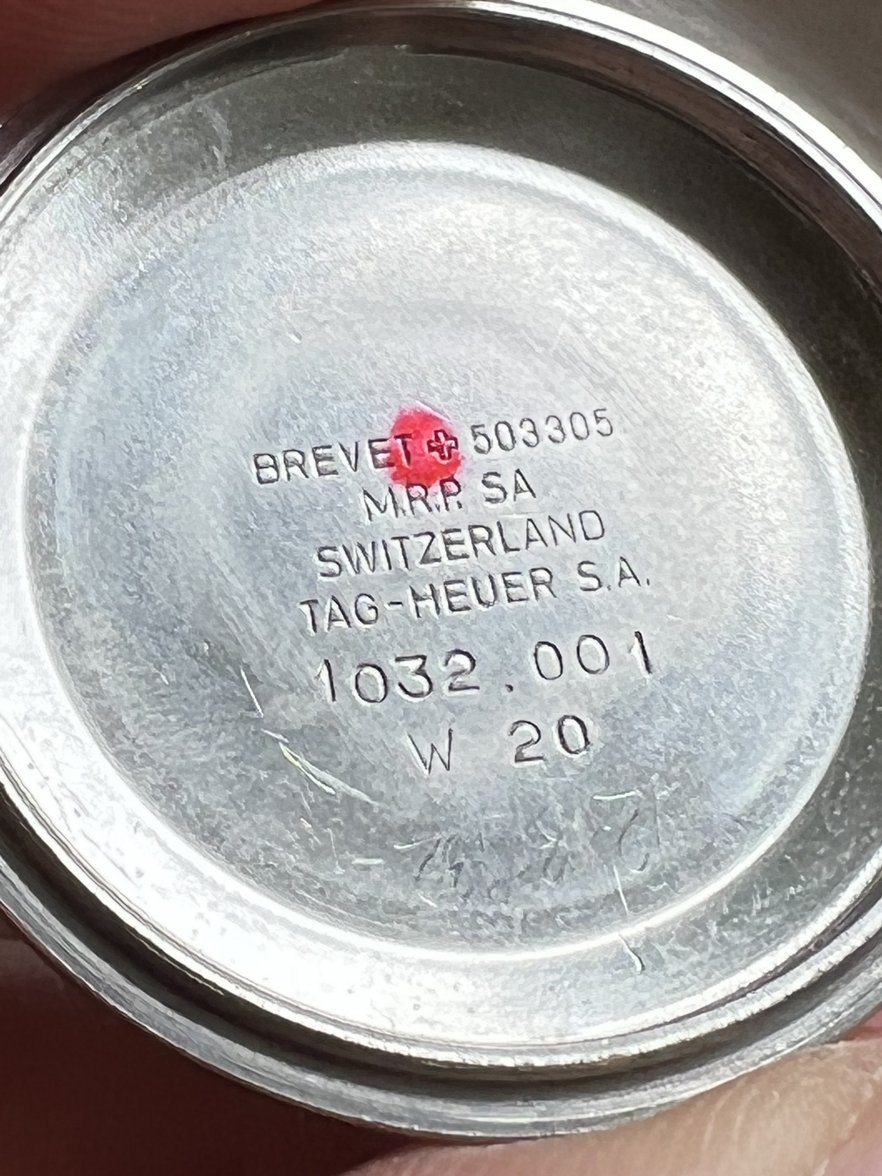 BREVET ✚ 503305
M.R.P. SA
SWITZERLAND
TAG-HEUER S.A.
1032.001
W 20